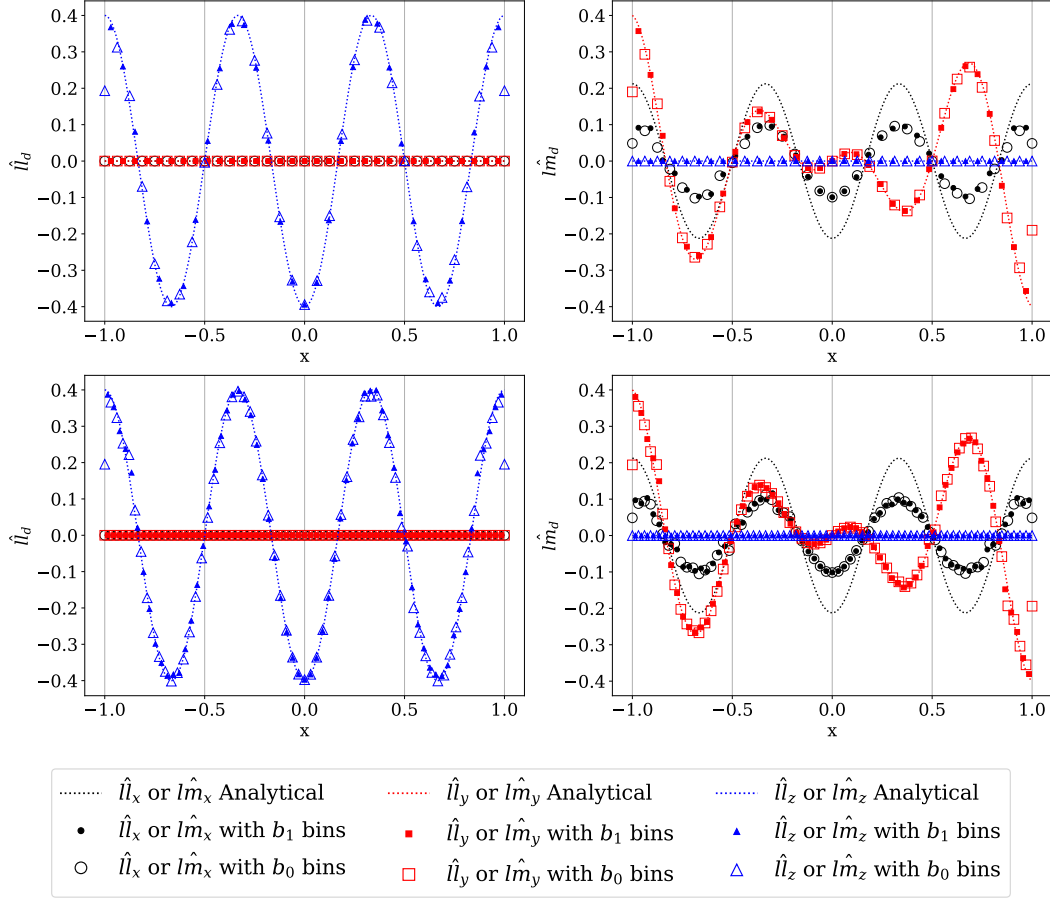 0.4
0.3
0.2
0.1
0.0
−0.1
−0.2
−0.3
−0.4
l̂l_d
−1.0 −0.5 0.0 0.5 1.0
x
0.4
0.3
0.2
0.1
0.0
−0.1
−0.2
−0.3
−0.4
lm̂_d
−1.0 −0.5 0.0 0.5 1.0
x
0.4
0.3
0.2
0.1
0.0
−0.1
−0.2
−0.3
−0.4
l̂l_d
−1.0 −0.5 0.0 0.5 1.0
x
0.4
0.3
0.2
0.1
0.0
−0.1
−0.2
−0.3
−0.4
lm̂_d
−1.0 −0.5 0.0 0.5 1.0
x
l̂l_x or lm̂_x Analytical
l̂l_x or lm̂_x with b_1 bins
l̂l_x or lm̂_x with b_0 bins
l̂l_y or lm̂_y Analytical
l̂l_y or lm̂_y with b_1 bins
l̂l_y or lm̂_y with b_0 bins
l̂l_z or lm̂_z Analytical
l̂l_z or lm̂_z with b_1 bins
l̂l_z or lm̂_z with b_0 bins